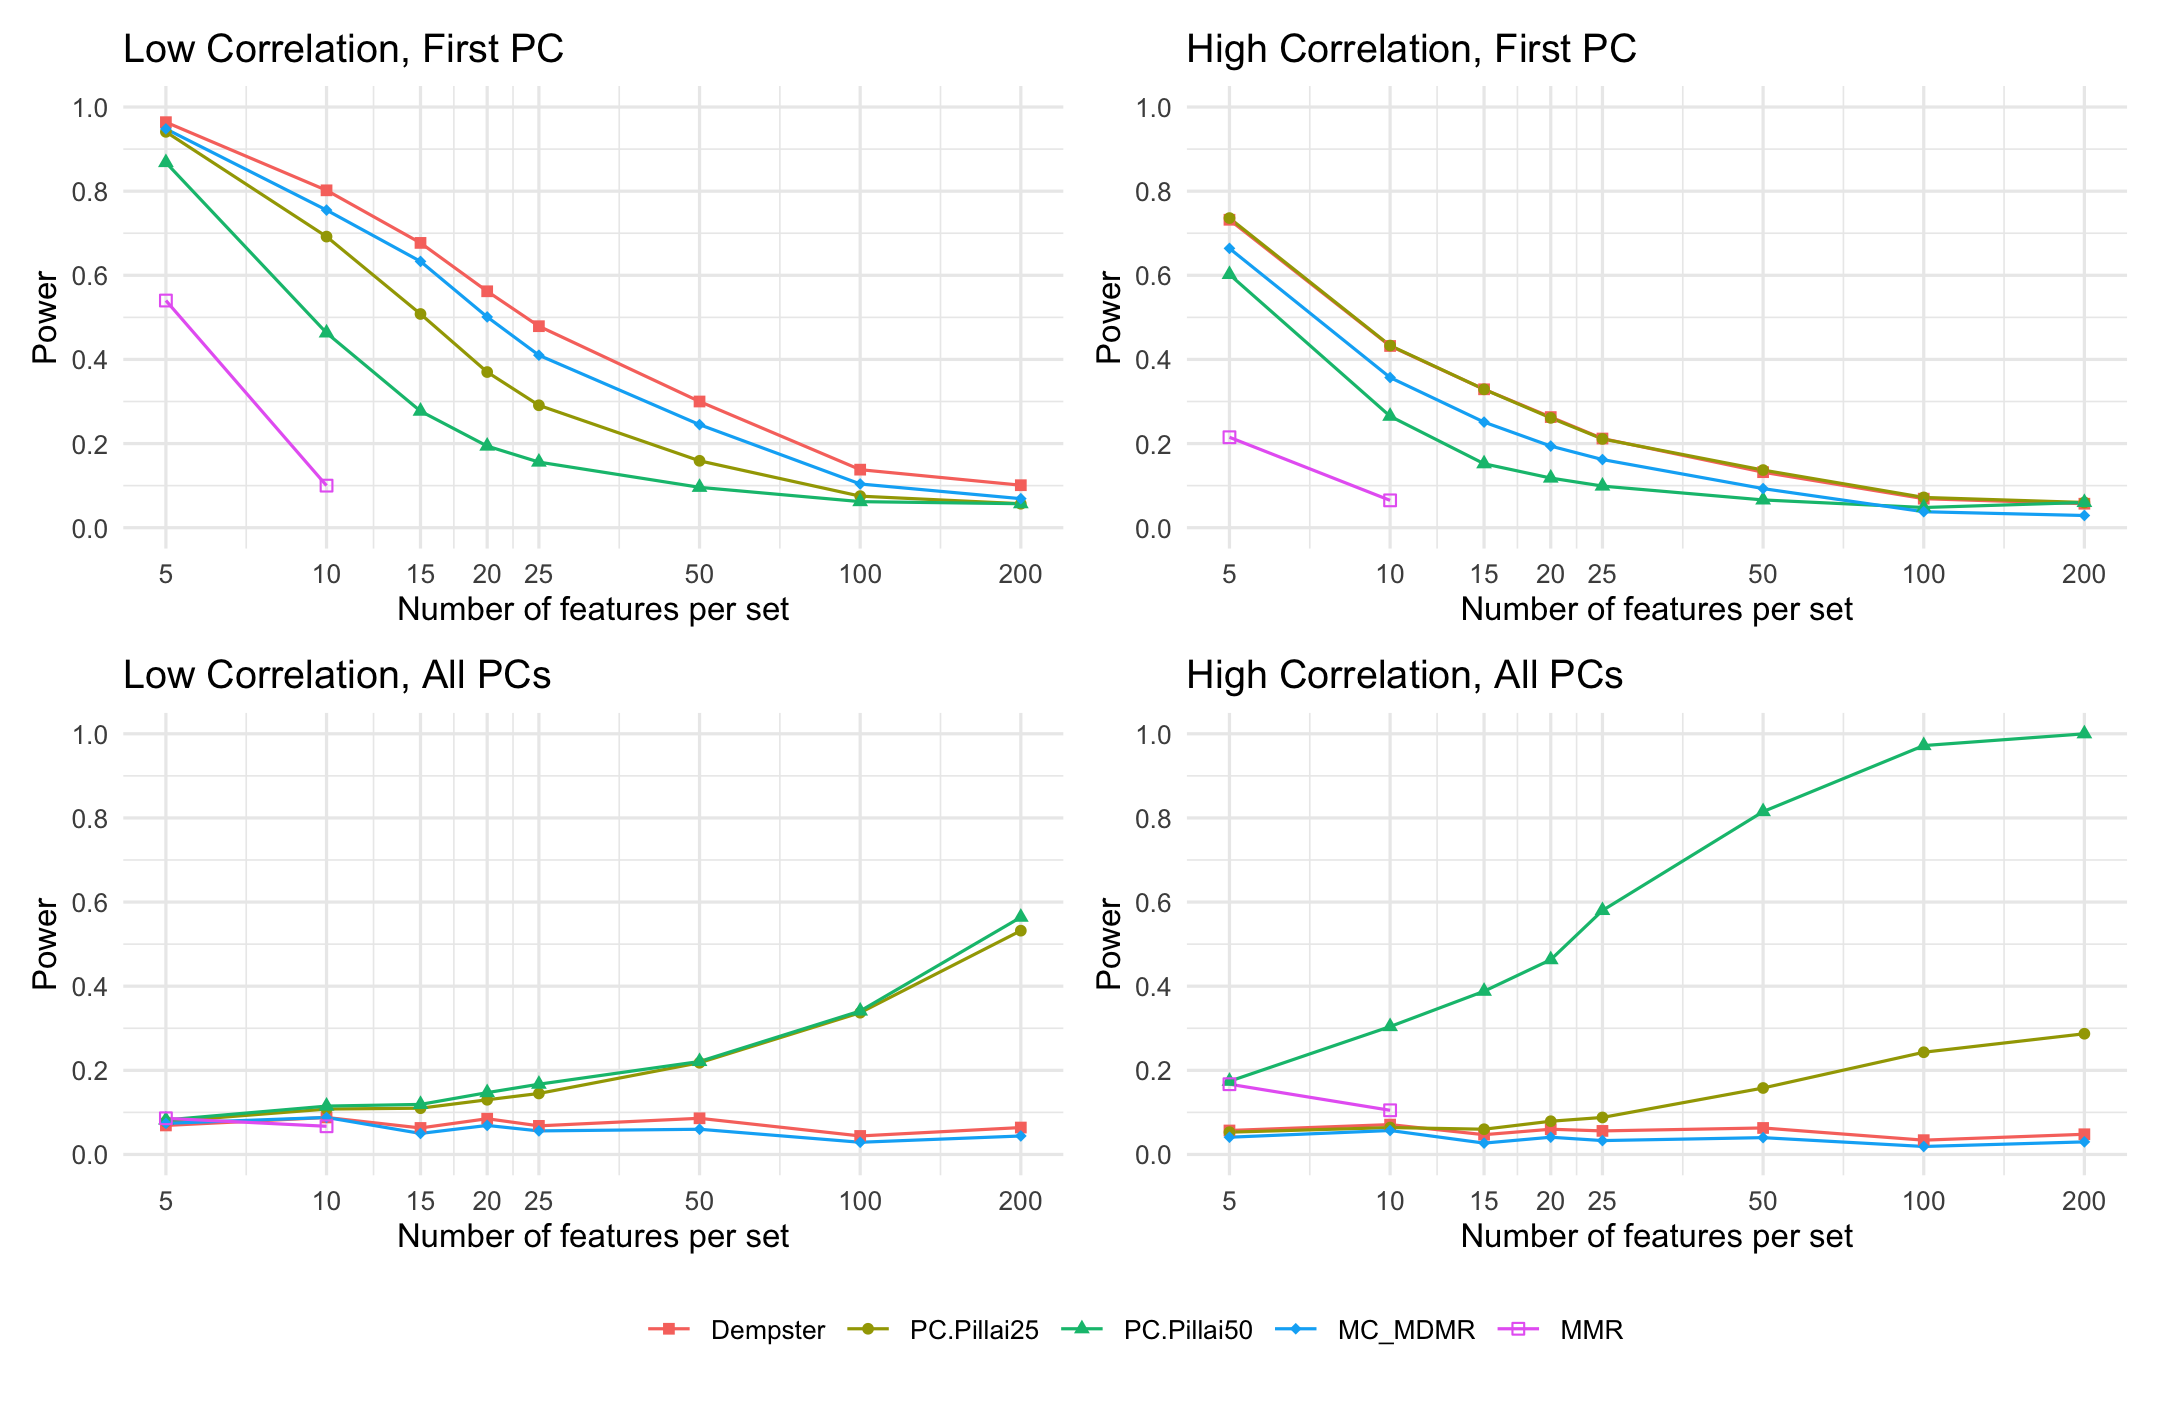 Low Correlation, First PC
Power
1.0
0.8
0.6
0.4
0.2
0.0
5 10 15 20 25 50 100 200
Number of features per set
High Correlation, First PC
Power
1.0
0.8
0.6
0.4
0.2
0.0
5 10 15 20 25 50 100 200
Number of features per set
Low Correlation, All PCs
Power
1.0
0.8
0.6
0.4
0.2
0.0
5 10 15 20 25 50 100 200
Number of features per set
High Correlation, All PCs
Power
1.0
0.8
0.6
0.4
0.2
0.0
5 10 15 20 25 50 100 200
Number of features per set
Dempster PC.Pillai25 PC.Pillai50 MC_MDMR MMR